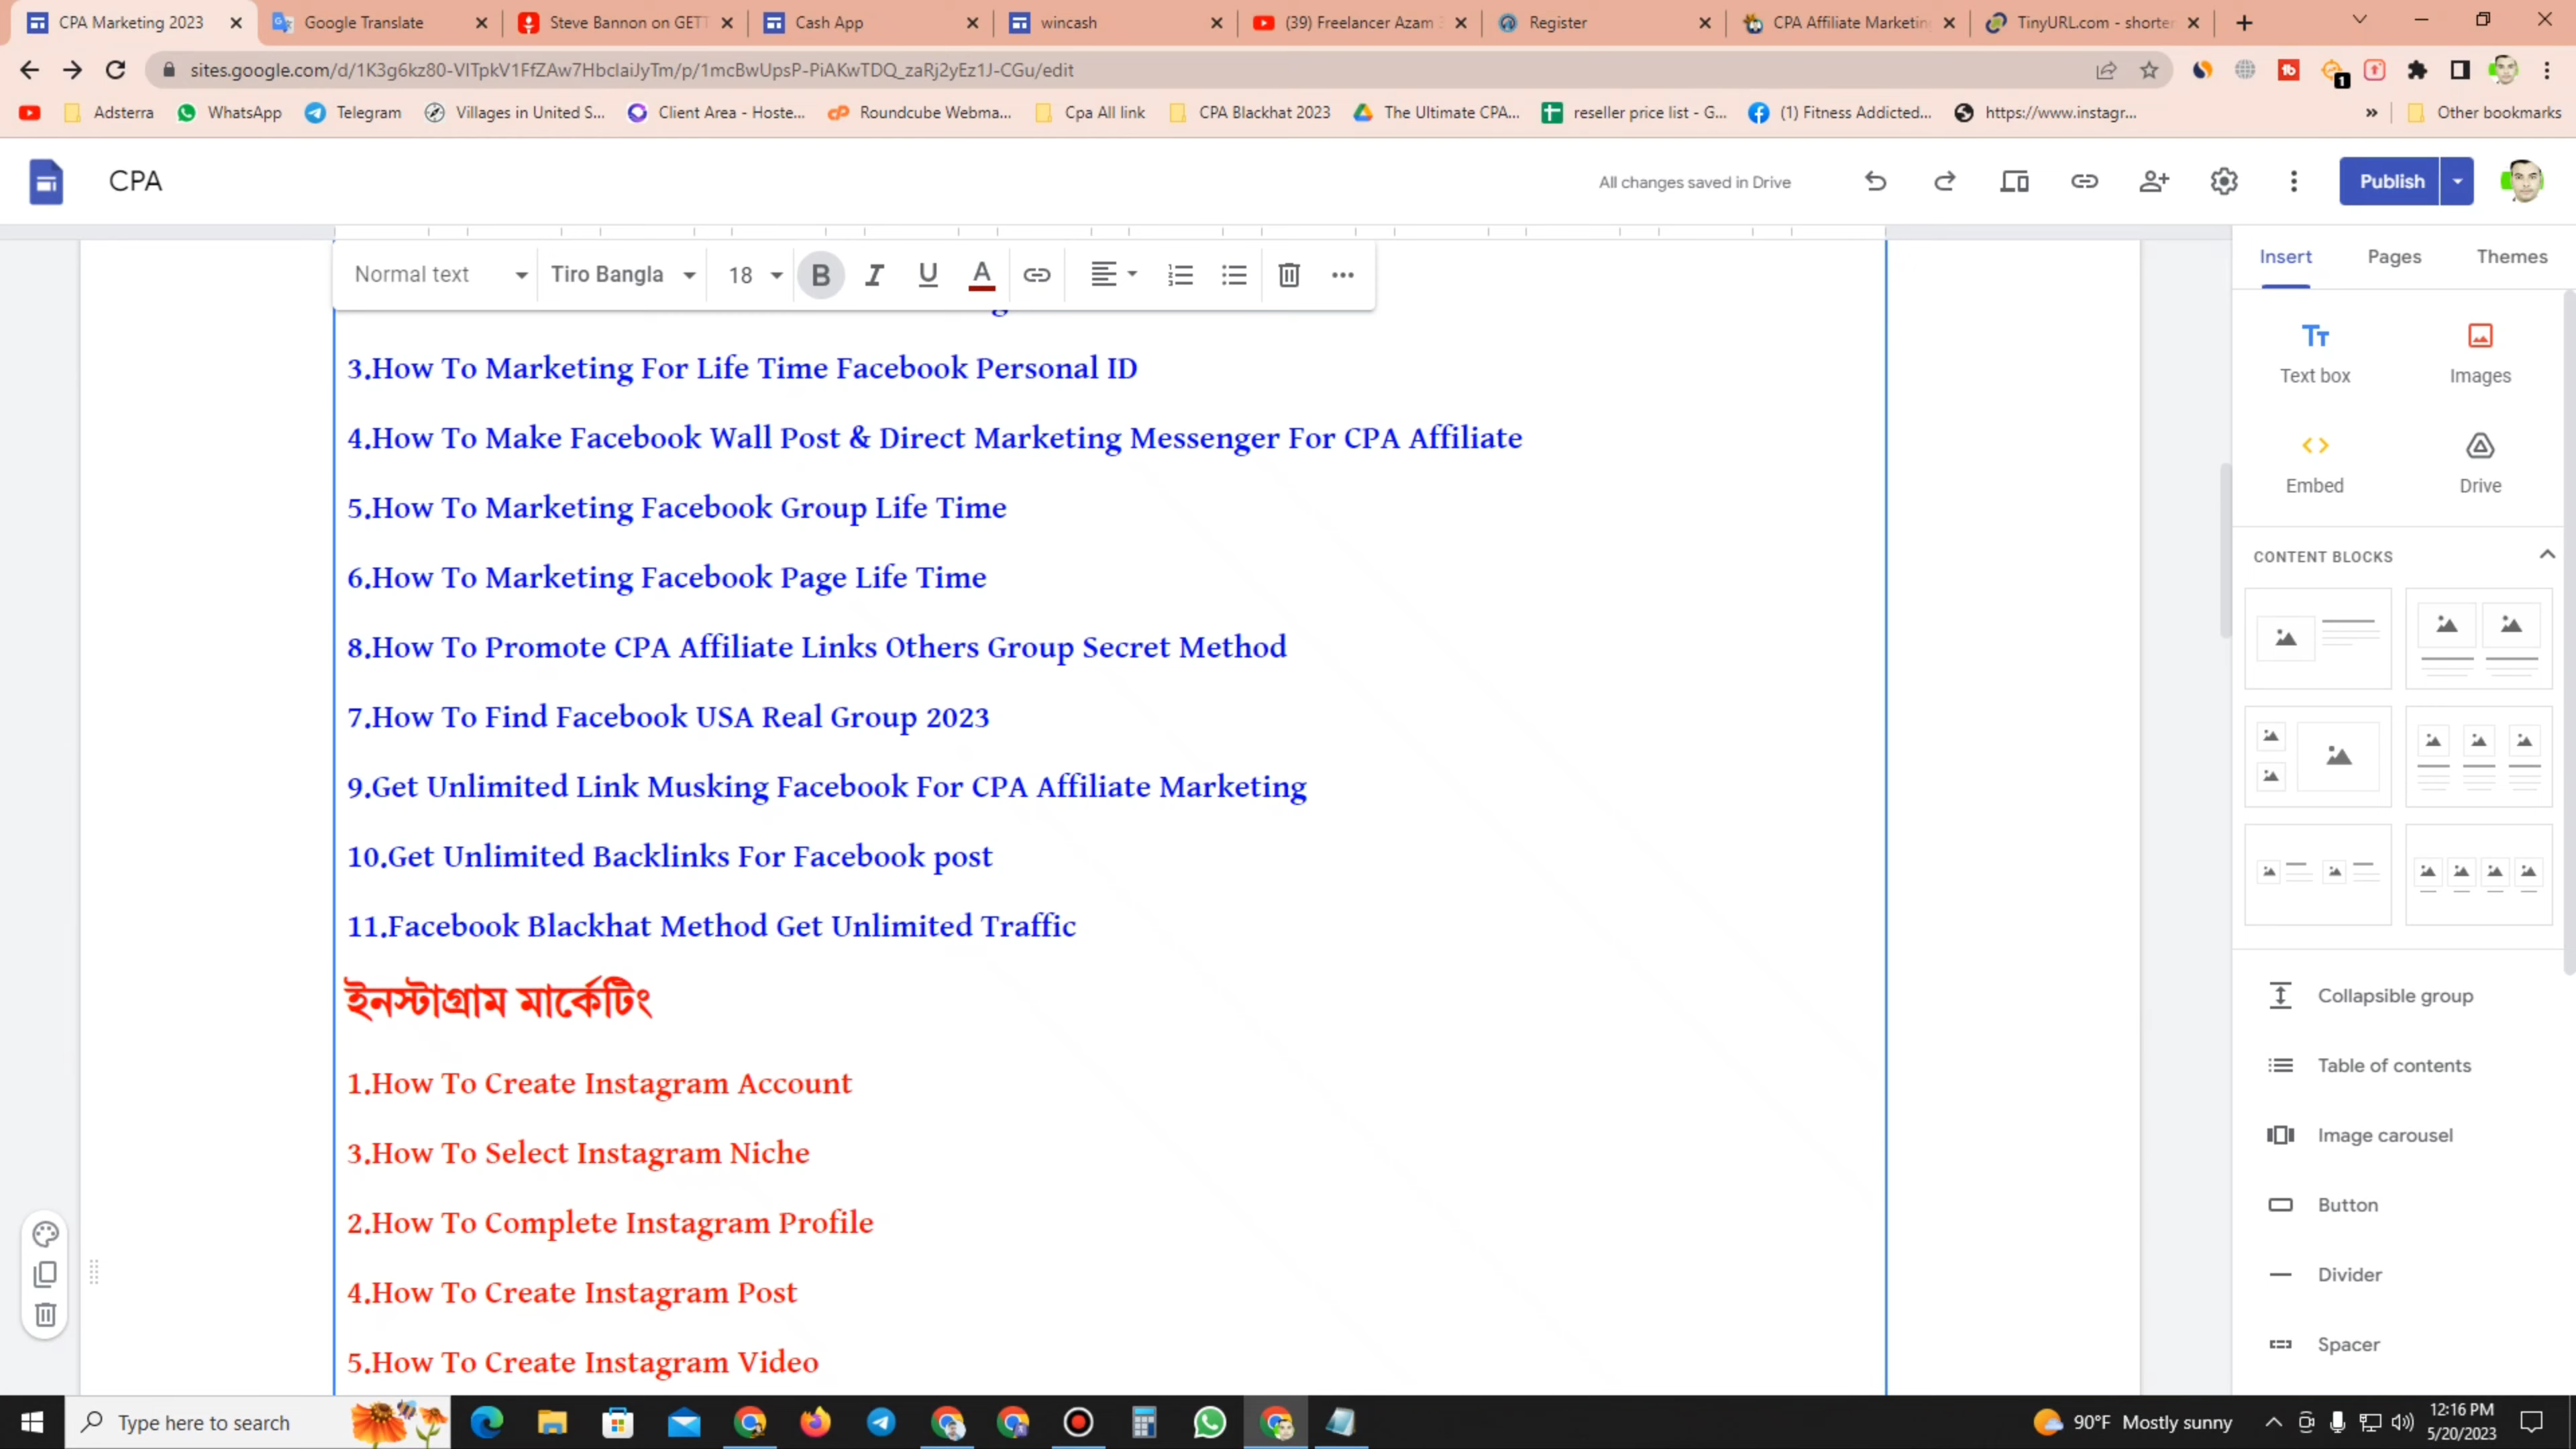 CPA Marketing 2023
Google Translate
Steve Bannon on GETT
Cash App
wincash
(39) Freelancer Azam
Register
CPA Affiliate Marketin
TinyURL.com - shorte
sites.google.com/d/1K3g6kz80-VITpkV1FfZAw7HbcIaiJyTm/p/1mcBwUpsP-PiAKwTDQ_zaRj2yEz1J-CGu/edit
Adsterra
WhatsApp
Telegram
Villages in United S...
Client Area - Hoste...
Roundcube Webma...
Cpa All link
CPA Blackhat 2023
The Ultimate CPA...
reseller price list - G...
(1) Fitness Addicted...
https://www.instagr...
Other bookmarks
CPA
All changes saved in Drive
Publish
Normal text
Tiro Bangla
18
Insert
Pages
Themes
3.How To Marketing For Life Time Facebook Personal ID
4.How To Make Facebook Wall Post & Direct Marketing Messenger For CPA Affiliate
5.How To Marketing Facebook Group Life Time
6.How To Marketing Facebook Page Life Time
8.How To Promote CPA Affiliate Links Others Group Secret Method
7.How To Find Facebook USA Real Group 2023
9.Get Unlimited Link Musking Facebook For CPA Affiliate Marketing
10.Get Unlimited Backlinks For Facebook post
11.Facebook Blackhat Method Get Unlimited Traffic
ইনস্টাগ্রাম মার্কেটিং
1.How To Create Instagram Account
3.How To Select Instagram Niche
2.How To Complete Instagram Profile
4.How To Create Instagram Post
5.How To Create Instagram Video
Text box
Images
Embed
Drive
CONTENT BLOCKS
Collapsible group
Table of contents
Image carousel
Button
Divider
Spacer
Type here to search
90°F Mostly sunny
12:16 PM
5/20/2023